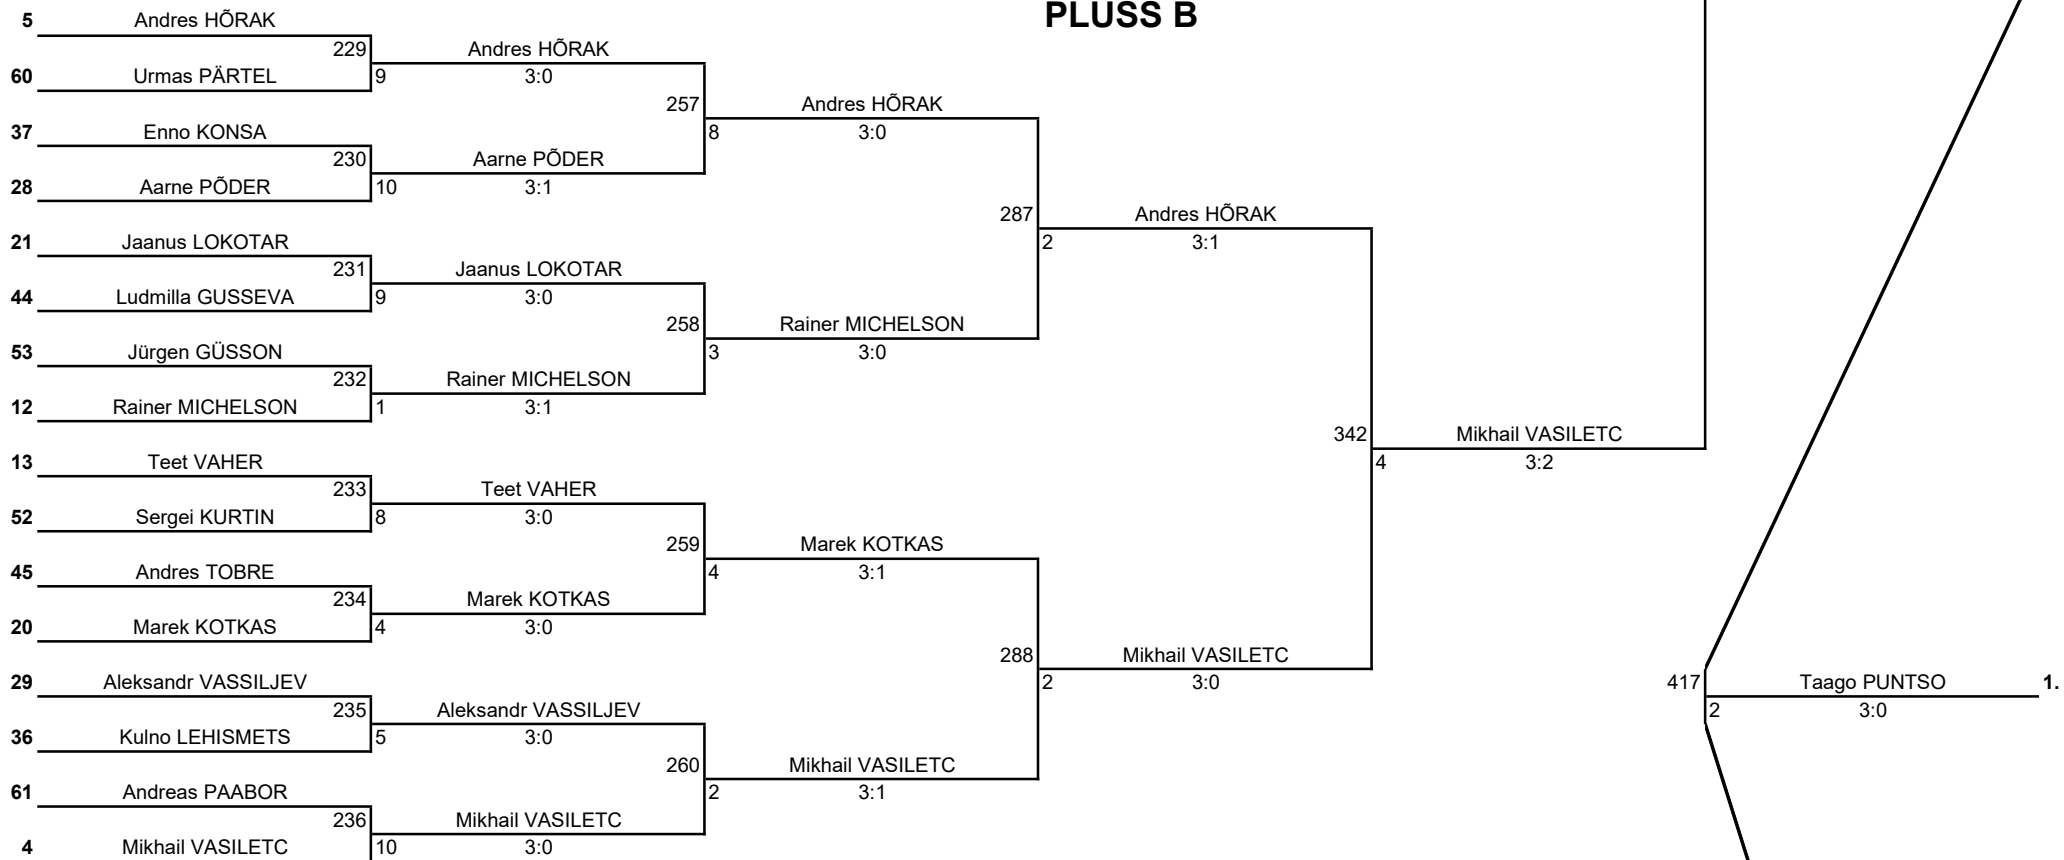 PLUSS B
5 Andres HÕRAK
229 Andres HÕRAK
60 Urmas PÄRTEL 9 3:0
257 Andres HÕRAK
37 Enno KONSA 8 3:0
230 Aarne PÕDER
28 Aarne PÕDER 10 3:1
287 Andres HÕRAK
21 Jaanus LOKOTAR 2 3:1
231 Jaanus LOKOTAR
44 Ludmilla GUSSEVA 9 3:0
258 Rainer MICHELSON
53 Jürgen GÜSSON 3 3:0
232 Rainer MICHELSON
12 Rainer MICHELSON 1 3:1
342 Mikhail VASILETC
13 Teet VAHER 4 3:2
233 Teet VAHER
52 Sergei KURTIN 8 3:0
259 Marek KOTKAS
45 Andres TOBRE 4 3:1
234 Marek KOTKAS
20 Marek KOTKAS 4 3:0
288 Mikhail VASILETC
29 Aleksandr VASSILJEV 2 3:0 417 Taago PUNTSO 1.
235 Aleksandr VASSILJEV 2 3:0
36 Kulno LEHISMETS 5 3:0
260 Mikhail VASILETC
61 Andreas PAABOR 2 3:1
236 Mikhail VASILETC
4 Mikhail VASILETC 10 3:0